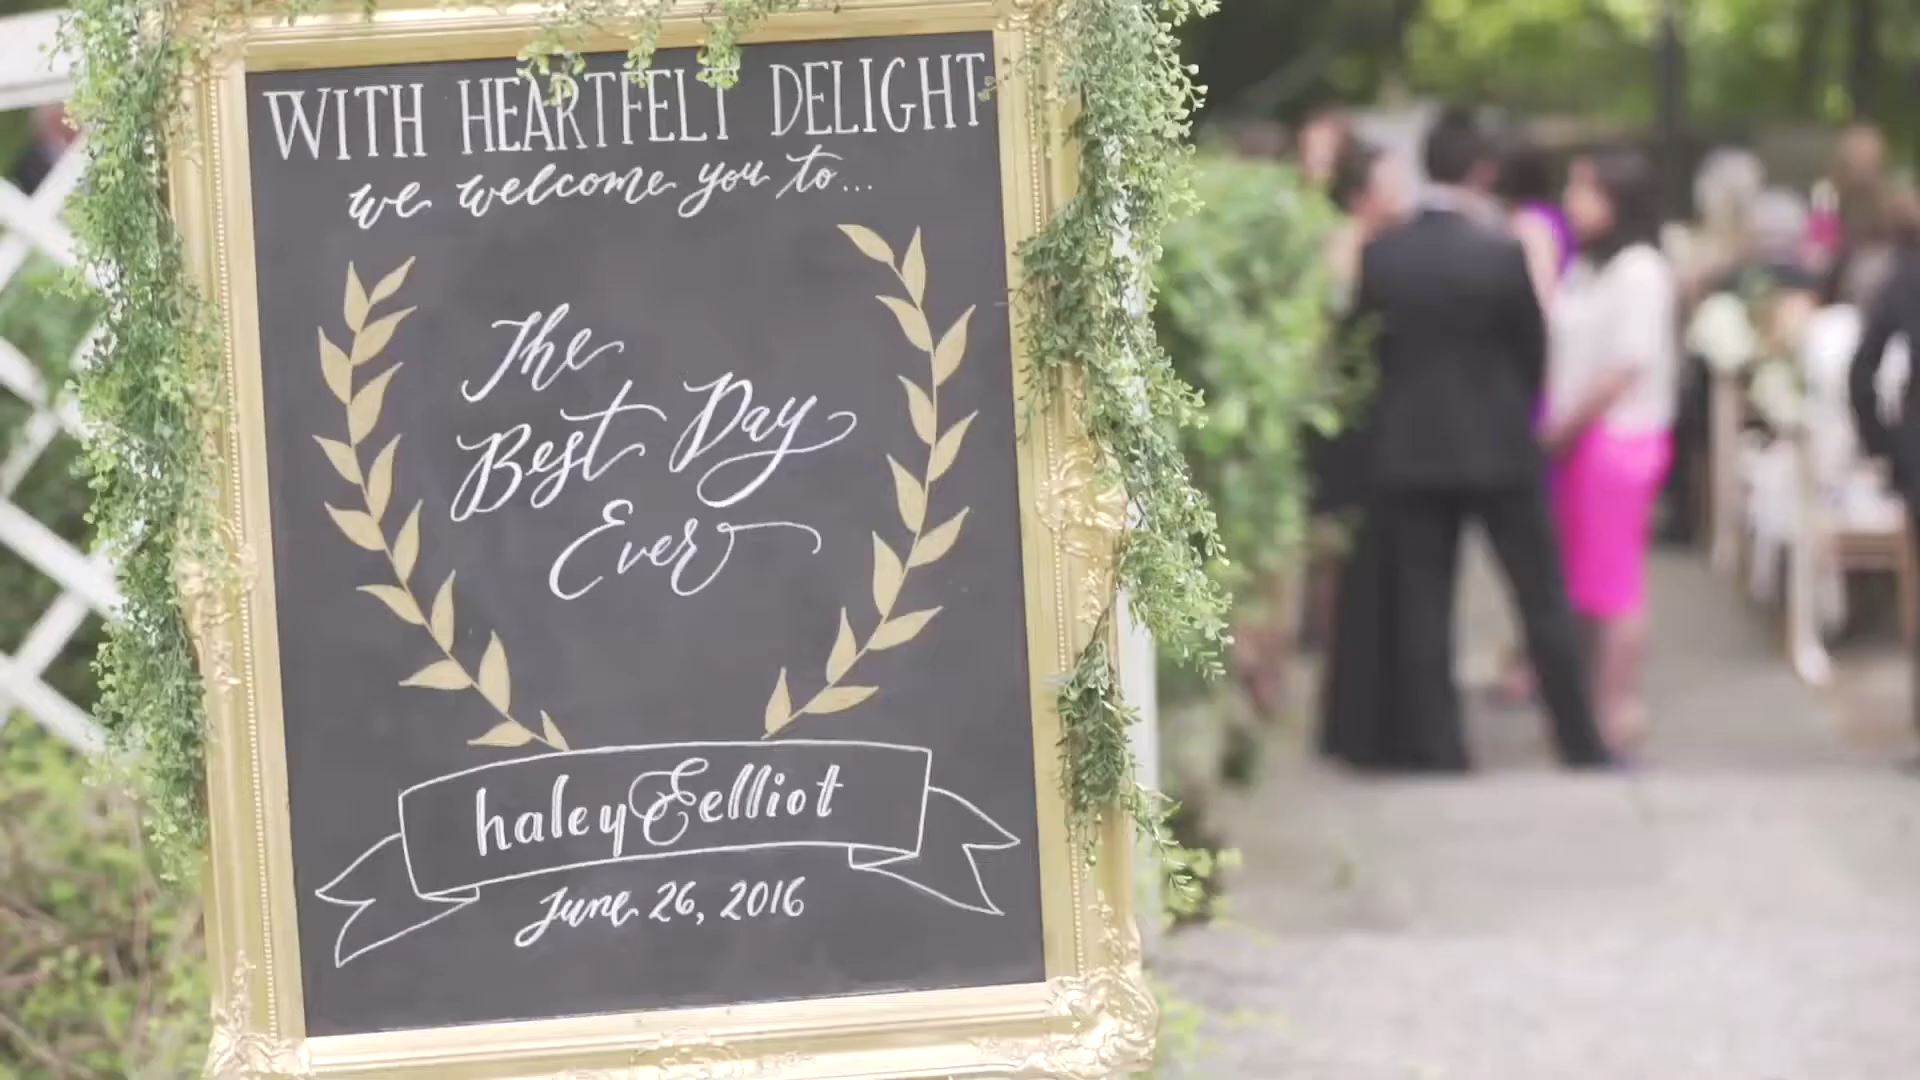 WITH HEARTFELT DELIGHT
we welcome you to...
The
Best Day
Ever
haley & elliot
June 26, 2016